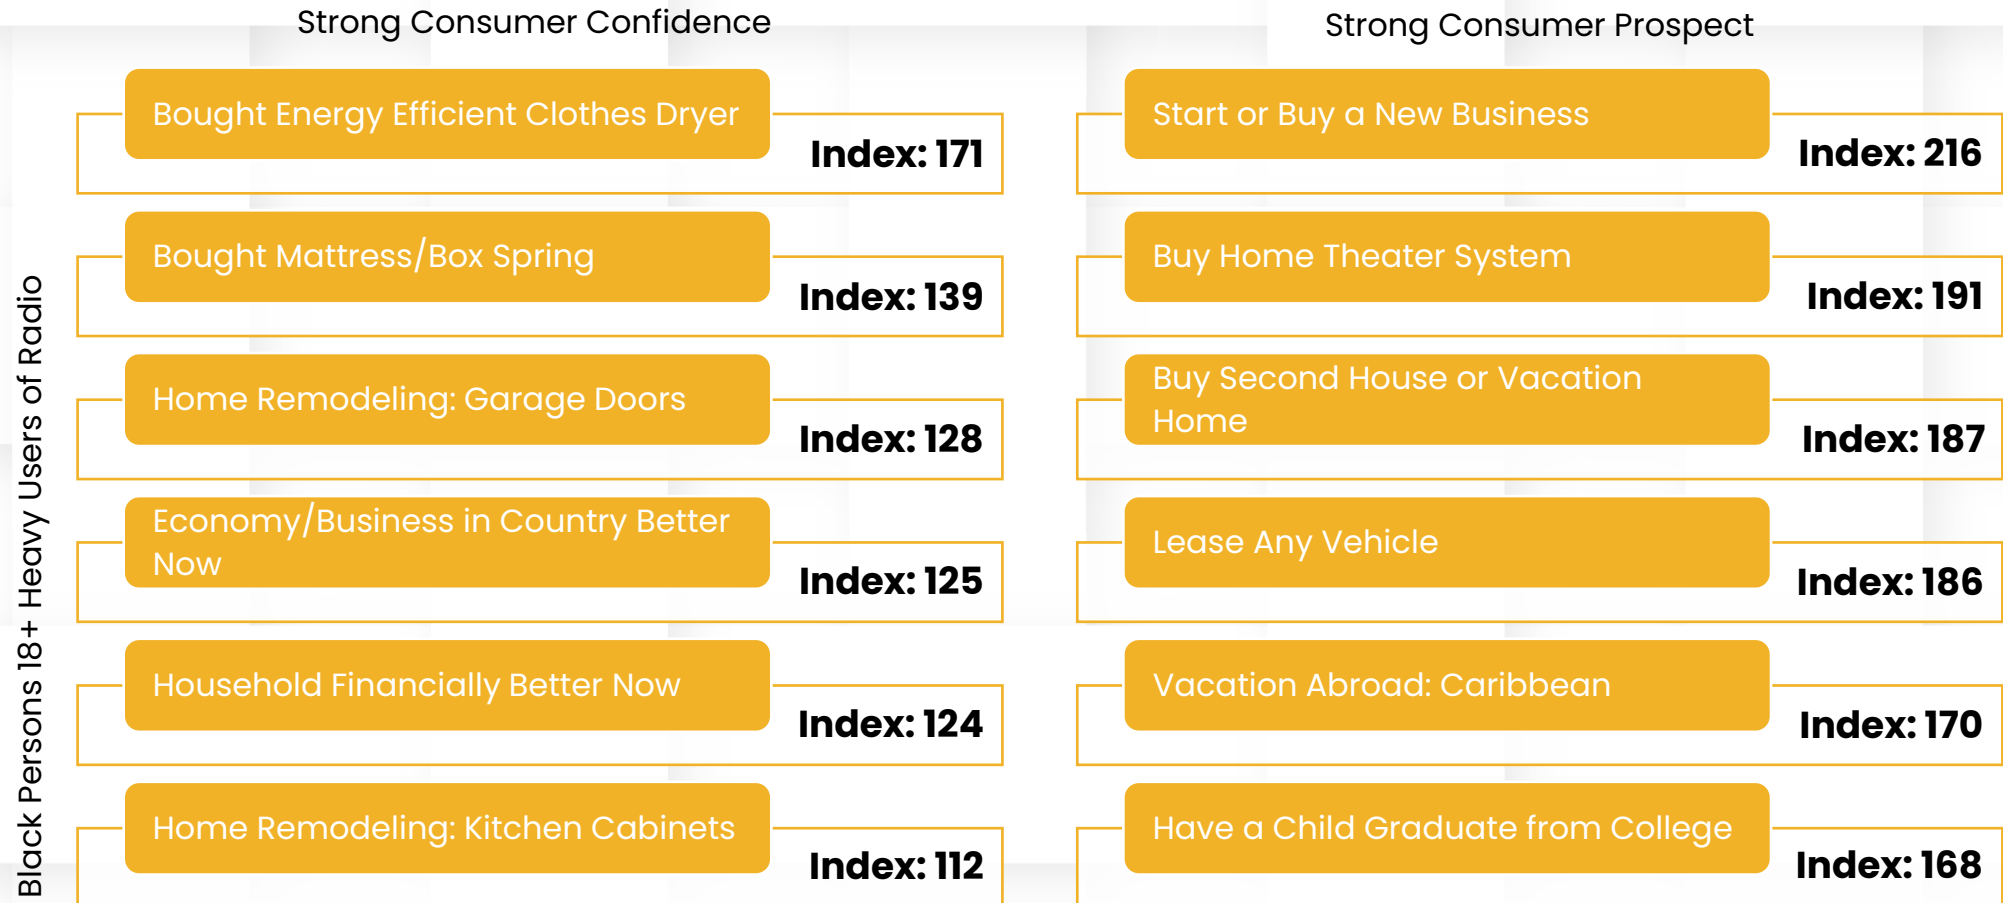 Strong Consumer Confidence
Bought Energy Efficient Clothes Dryer
Index: 171
Bought Mattress/Box Spring
Index: 139
Home Remodeling: Garage Doors
Index: 128
Economy/Business in Country Better
Now
Index: 125
Household Financially Better Now
Index: 124
Home Remodeling: Kitchen Cabinets
Index: 112
Strong Consumer Prospect
Start or Buy a New Business
Index: 216
Buy Home Theater System
Index: 191
Buy Second House or Vacation
Home
Index: 187
Lease Any Vehicle
Index: 186
Vacation Abroad: Caribbean
Index: 170
Have a Child Graduate from College
Index: 168
Black Persons 18+ Heavy Users of Radio